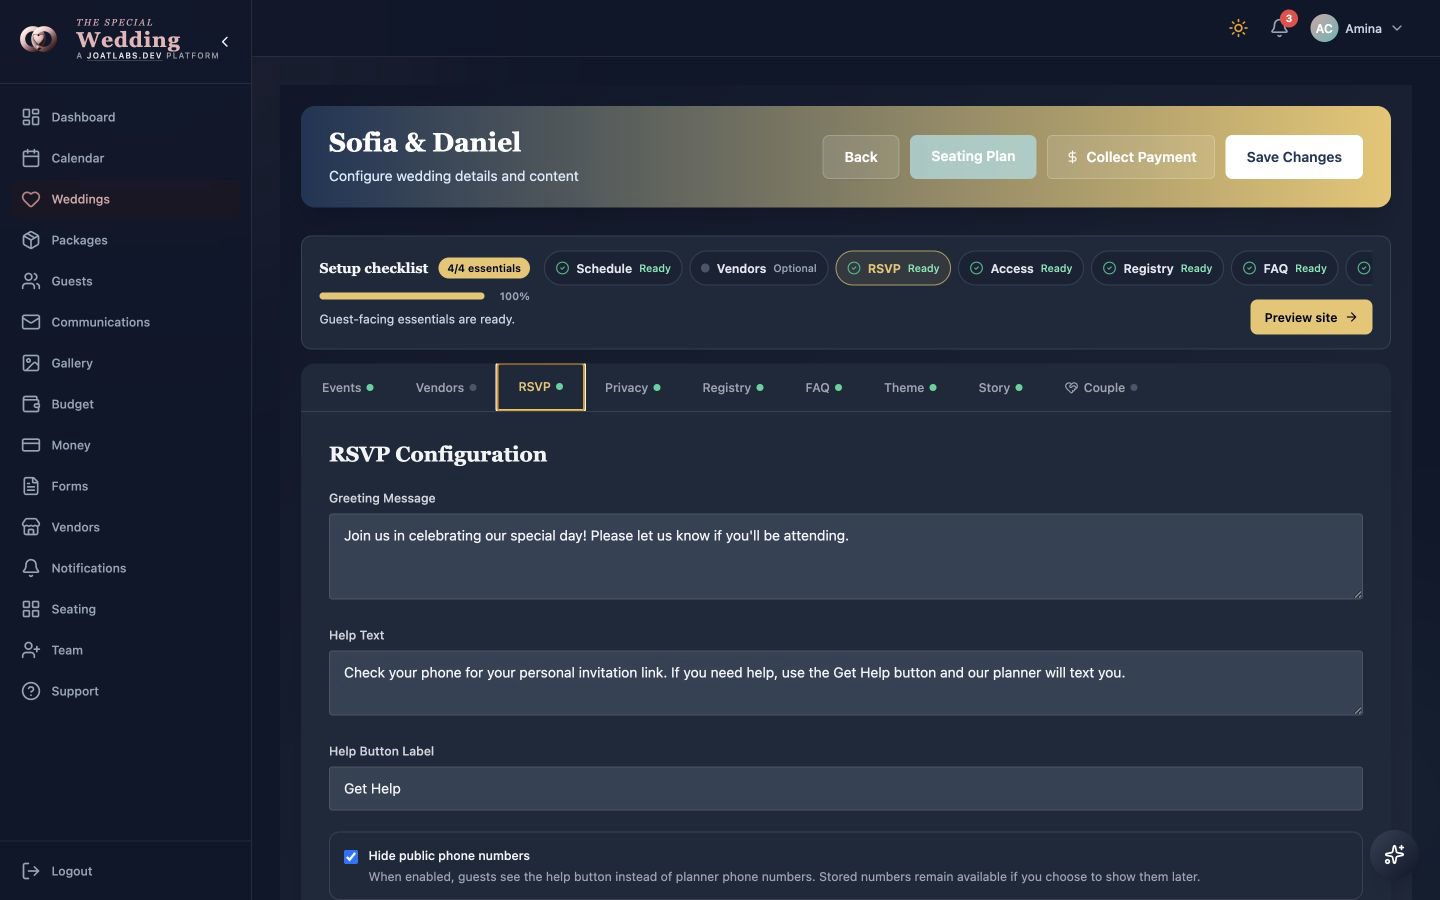 THE SPECIAL
Wedding
A JOATLABS.DEV PLATFORM
Dashboard
Calendar
Weddings
Packages
Guests
Communications
Gallery
Budget
Money
Forms
Vendors
Notifications
Seating
Team
Support
Logout
3
AC
Amina
Sofia & Daniel
Configure wedding details and content
Back
Seating Plan
$ Collect Payment
Save Changes
Setup checklist 4/4 essentials
100%
Guest-facing essentials are ready.
Schedule Ready
Vendors Optional
RSVP Ready
Access Ready
Registry Ready
FAQ Ready
Preview site →
Events
Vendors
RSVP
Privacy
Registry
FAQ
Theme
Story
Couple
RSVP Configuration
Greeting Message
Join us in celebrating our special day! Please let us know if you'll be attending.
Help Text
Check your phone for your personal invitation link. If you need help, use the Get Help button and our planner will text you.
Help Button Label
Get Help
Hide public phone numbers
When enabled, guests see the help button instead of planner phone numbers. Stored numbers remain available if you choose to show them later.